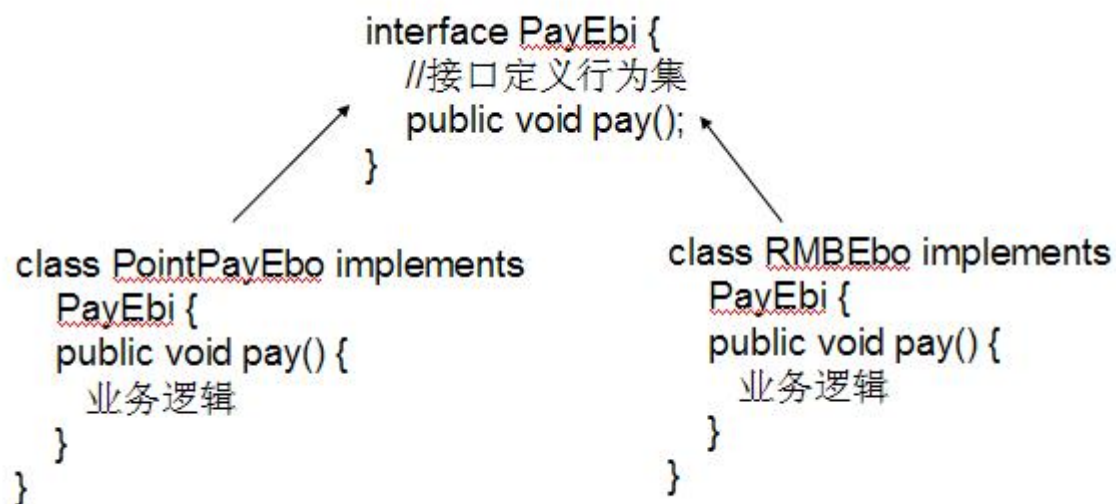 interface PayEbi {
//接口定义行为集
public void pay();
}
class PointPayEbo implements
PayEbi {
public void pay() {
业务逻辑
}
}
class RMBEbo implements
PayEbi {
public void pay() {
业务逻辑
}
}